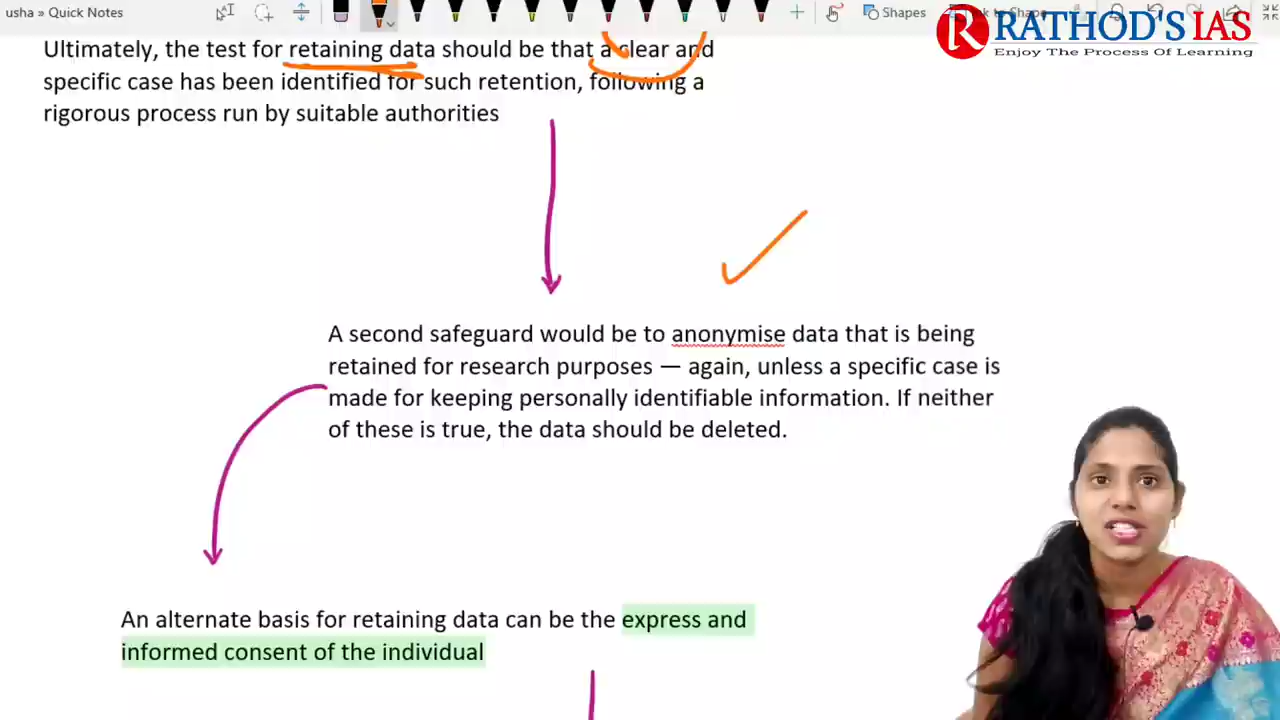 usha » Quick Notes
Shapes
RATHOD'S IAS
Enjoy The Process Of Learning
Ultimately, the test for retaining data should be that a clear and
specific case has been identified for such retention, following a
rigorous process run by suitable authorities
A second safeguard would be to anonymise data that is being
retained for research purposes — again, unless a specific case is
made for keeping personally identifiable information. If neither
of these is true, the data should be deleted.
An alternate basis for retaining data can be the express and
informed consent of the individual